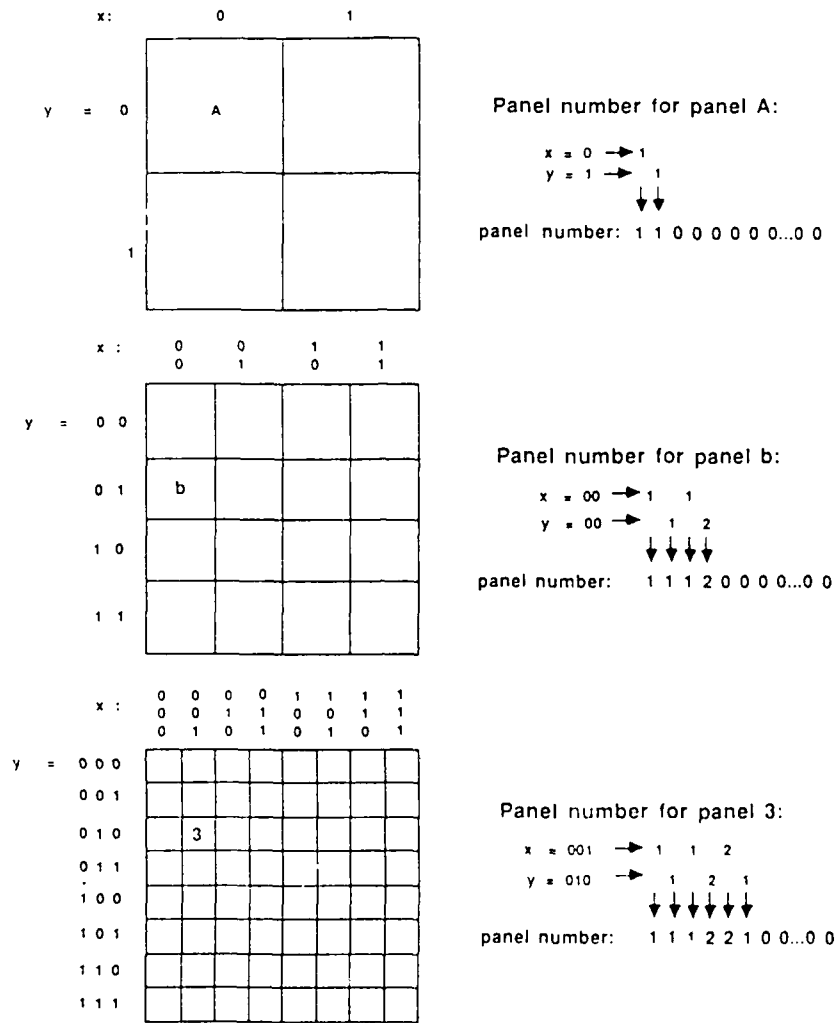 x: 0 1
y = 0 A
1
Panel number for panel A:
x = 0 → 1
y = 1 → 1
panel number: 1 1 0 0 0 0 0 0 0...0 0
x : 0 0 1 1
0 1 0 1
y = 0 0
0 1 b
1 0
1 1
Panel number for panel b:
x = 00 → 1 1
y = 00 → 1 2
panel number: 1 1 1 2 0 0 0 0...0 0
0 0 0 0 1 1 1 1
x : 0 0 1 1 0 0 1 1
0 1 0 1 0 1 0 1
y = 0 0 0
0 0 1
0 1 0 3
0 1 1
1 0 0
1 0 1
1 1 0
1 1 1
Panel number for panel 3:
x = 001 → 1 1 2
y = 010 → 1 2 1
panel number: 1 1 1 2 2 1 0 0...0 0